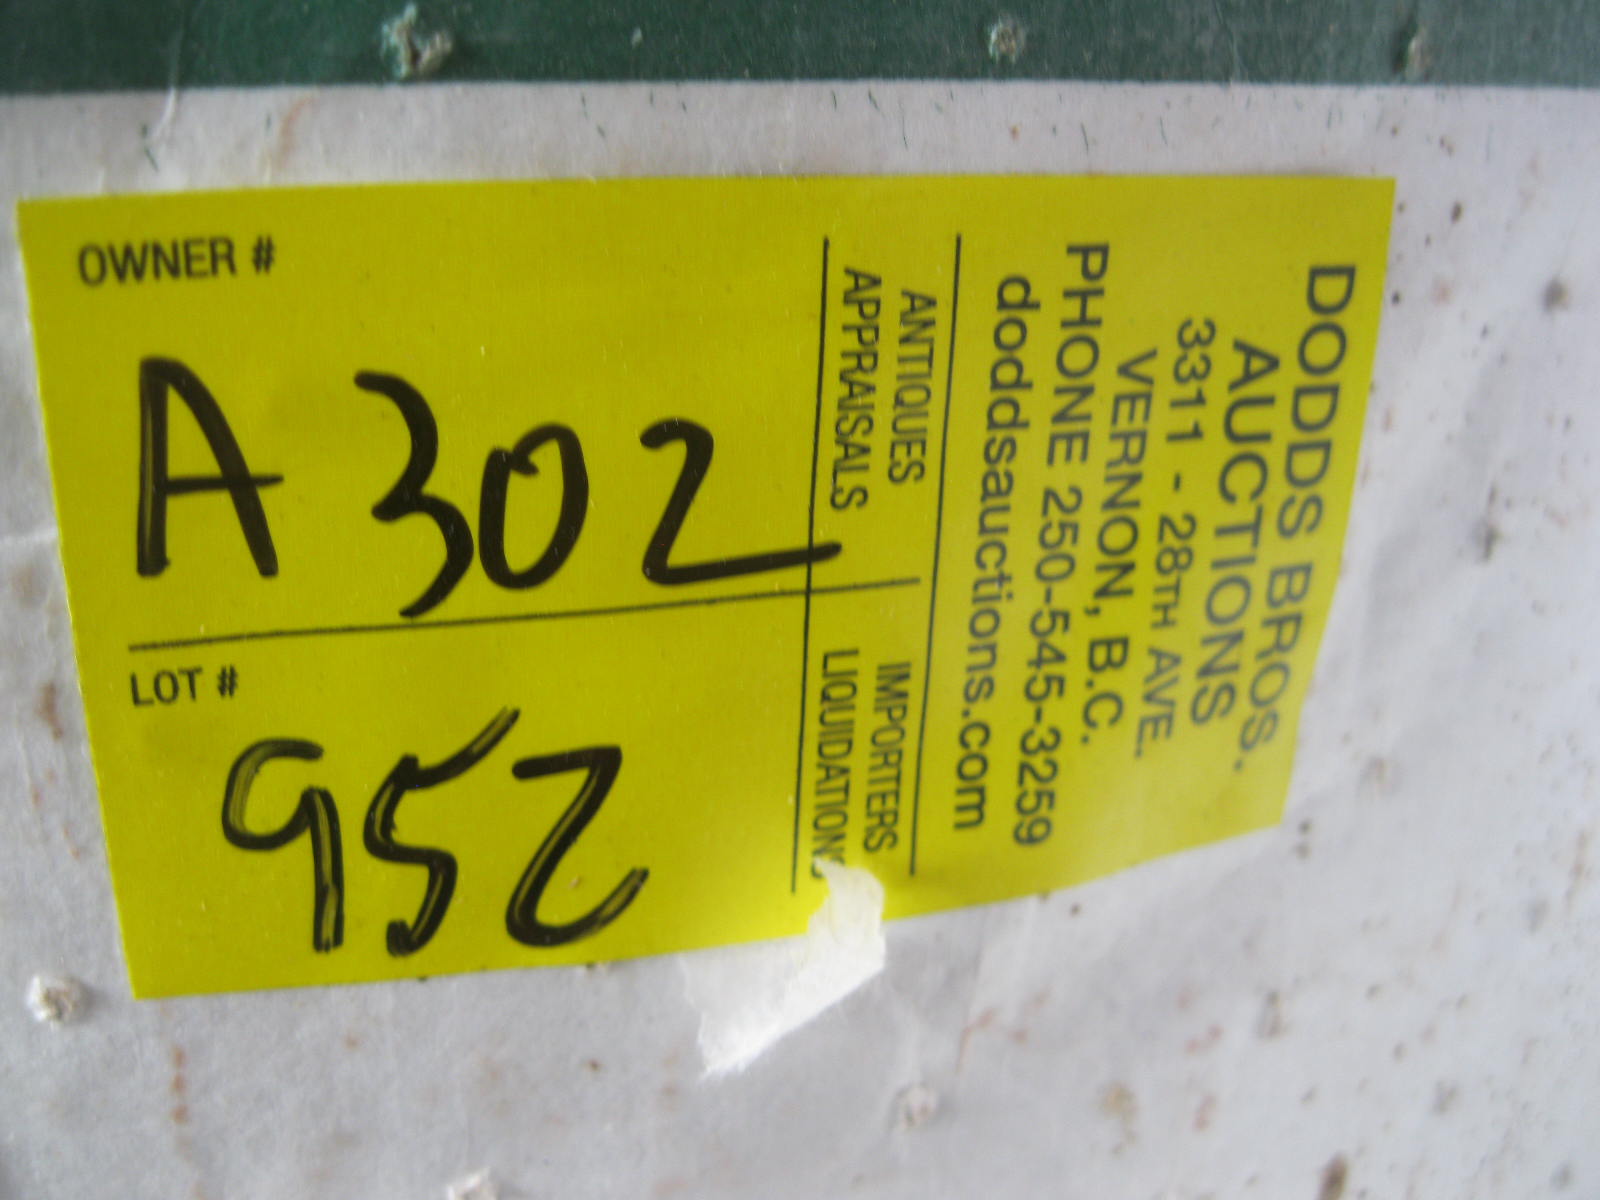 OWNER #
A 302
LOT #
952
DODDS BROS.
AUCTIONS
3311 - 28TH AVE.
VERNON, B.C.
PHONE 250-545-3259
doddsauctions.com
ANTIQUES
APPRAISALS
IMPORTERS
LIQUIDATIONS